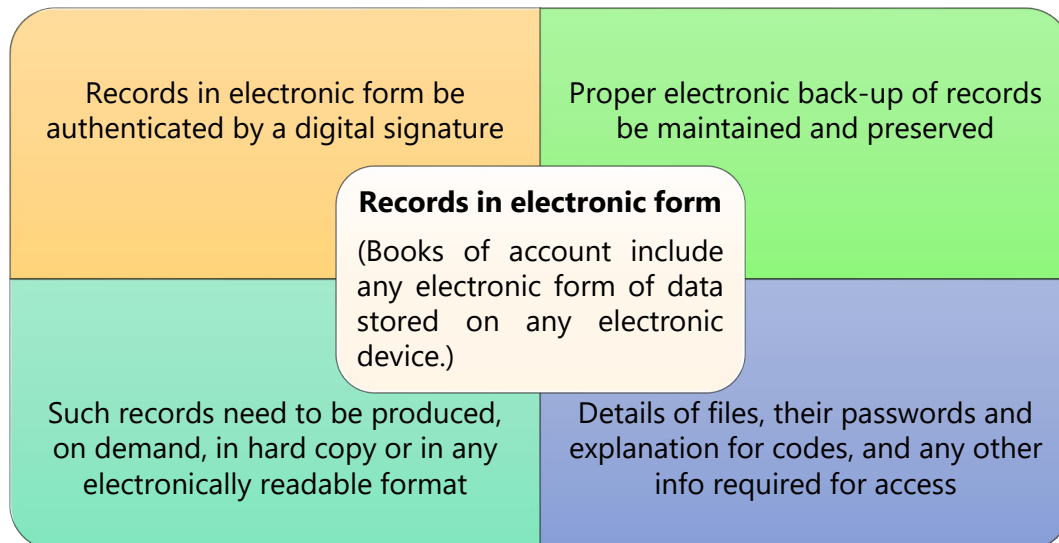 Records in electronic form be
authenticated by a digital signature
Proper electronic back-up of records
be maintained and preserved
Records in electronic form
(Books of account include
any electronic form of data
stored on any electronic
device.)
Such records need to be produced,
on demand, in hard copy or in any
electronically readable format
Details of files, their passwords and
explanation for codes, and any other
info required for access